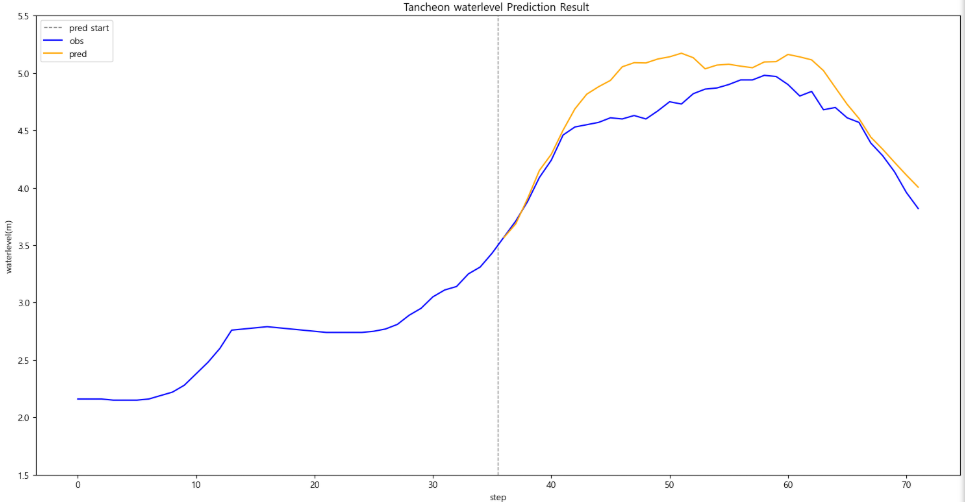 Tancheon waterlevel Prediction Result
pred start
obs
pred
5.5
5.0
4.5
4.0
3.5
3.0
2.5
2.0
1.5
waterlevel(m)
0 10 20 30 40 50 60 70
step